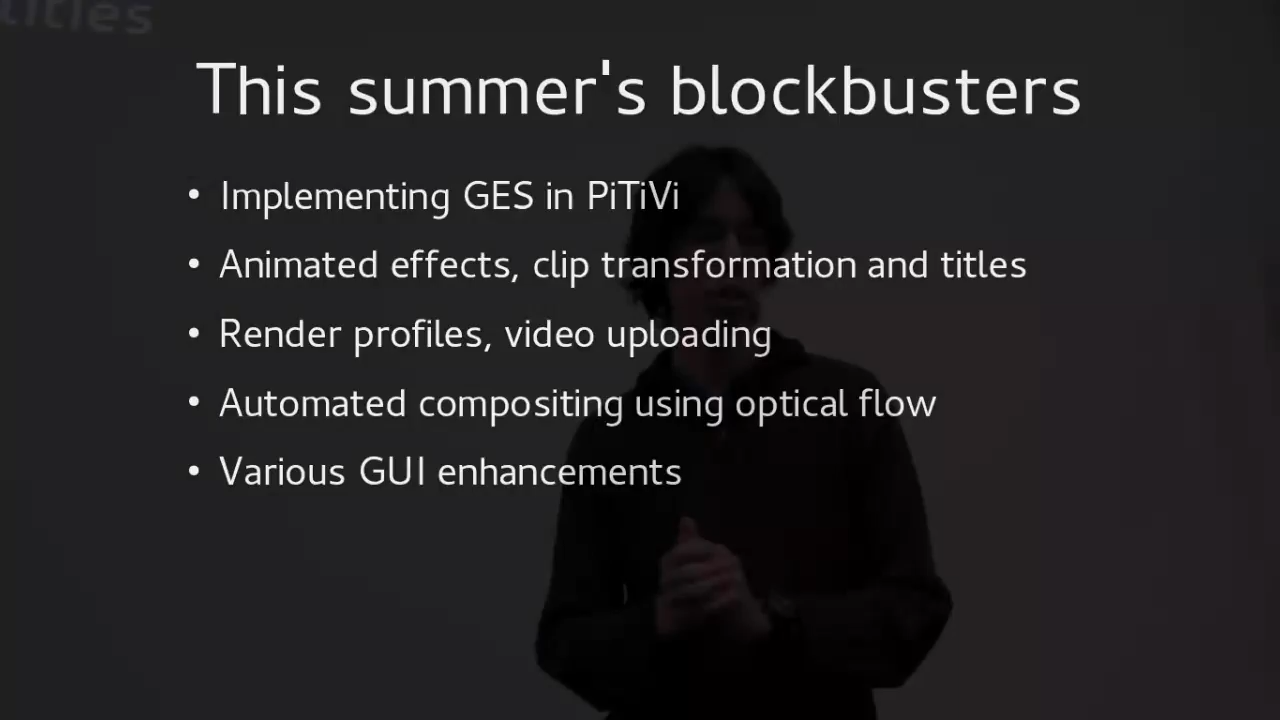 titles
This summer's blockbusters
• Implementing GES in PiTiVi
• Animated effects, clip transformation and titles
• Render profiles, video uploading
• Automated compositing using optical flow
• Various GUI enhancements